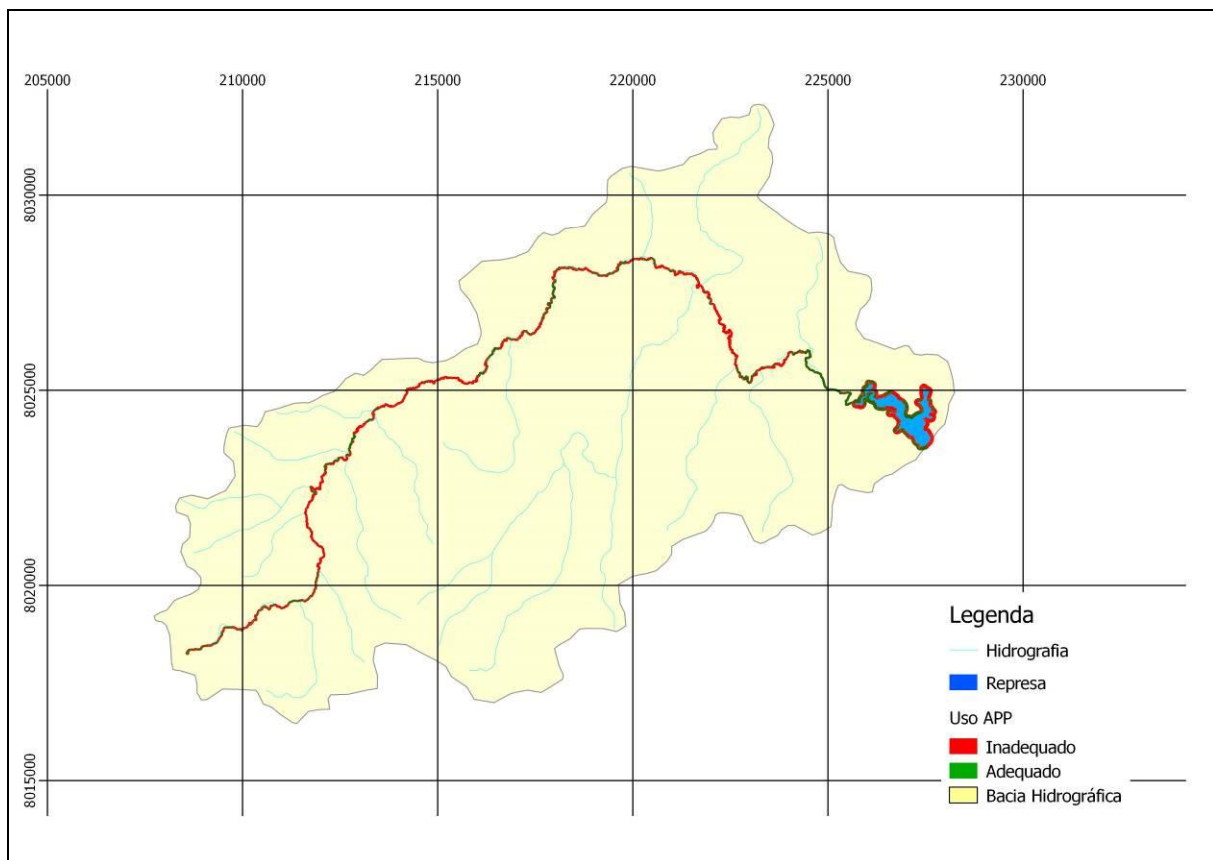 205000
210000
215000
220000
225000
230000
8030000
8025000
8020000
8015000
Legenda
Hidrografia
Represa
Uso APP
Inadequado
Adequado
Bacia Hidrográfica